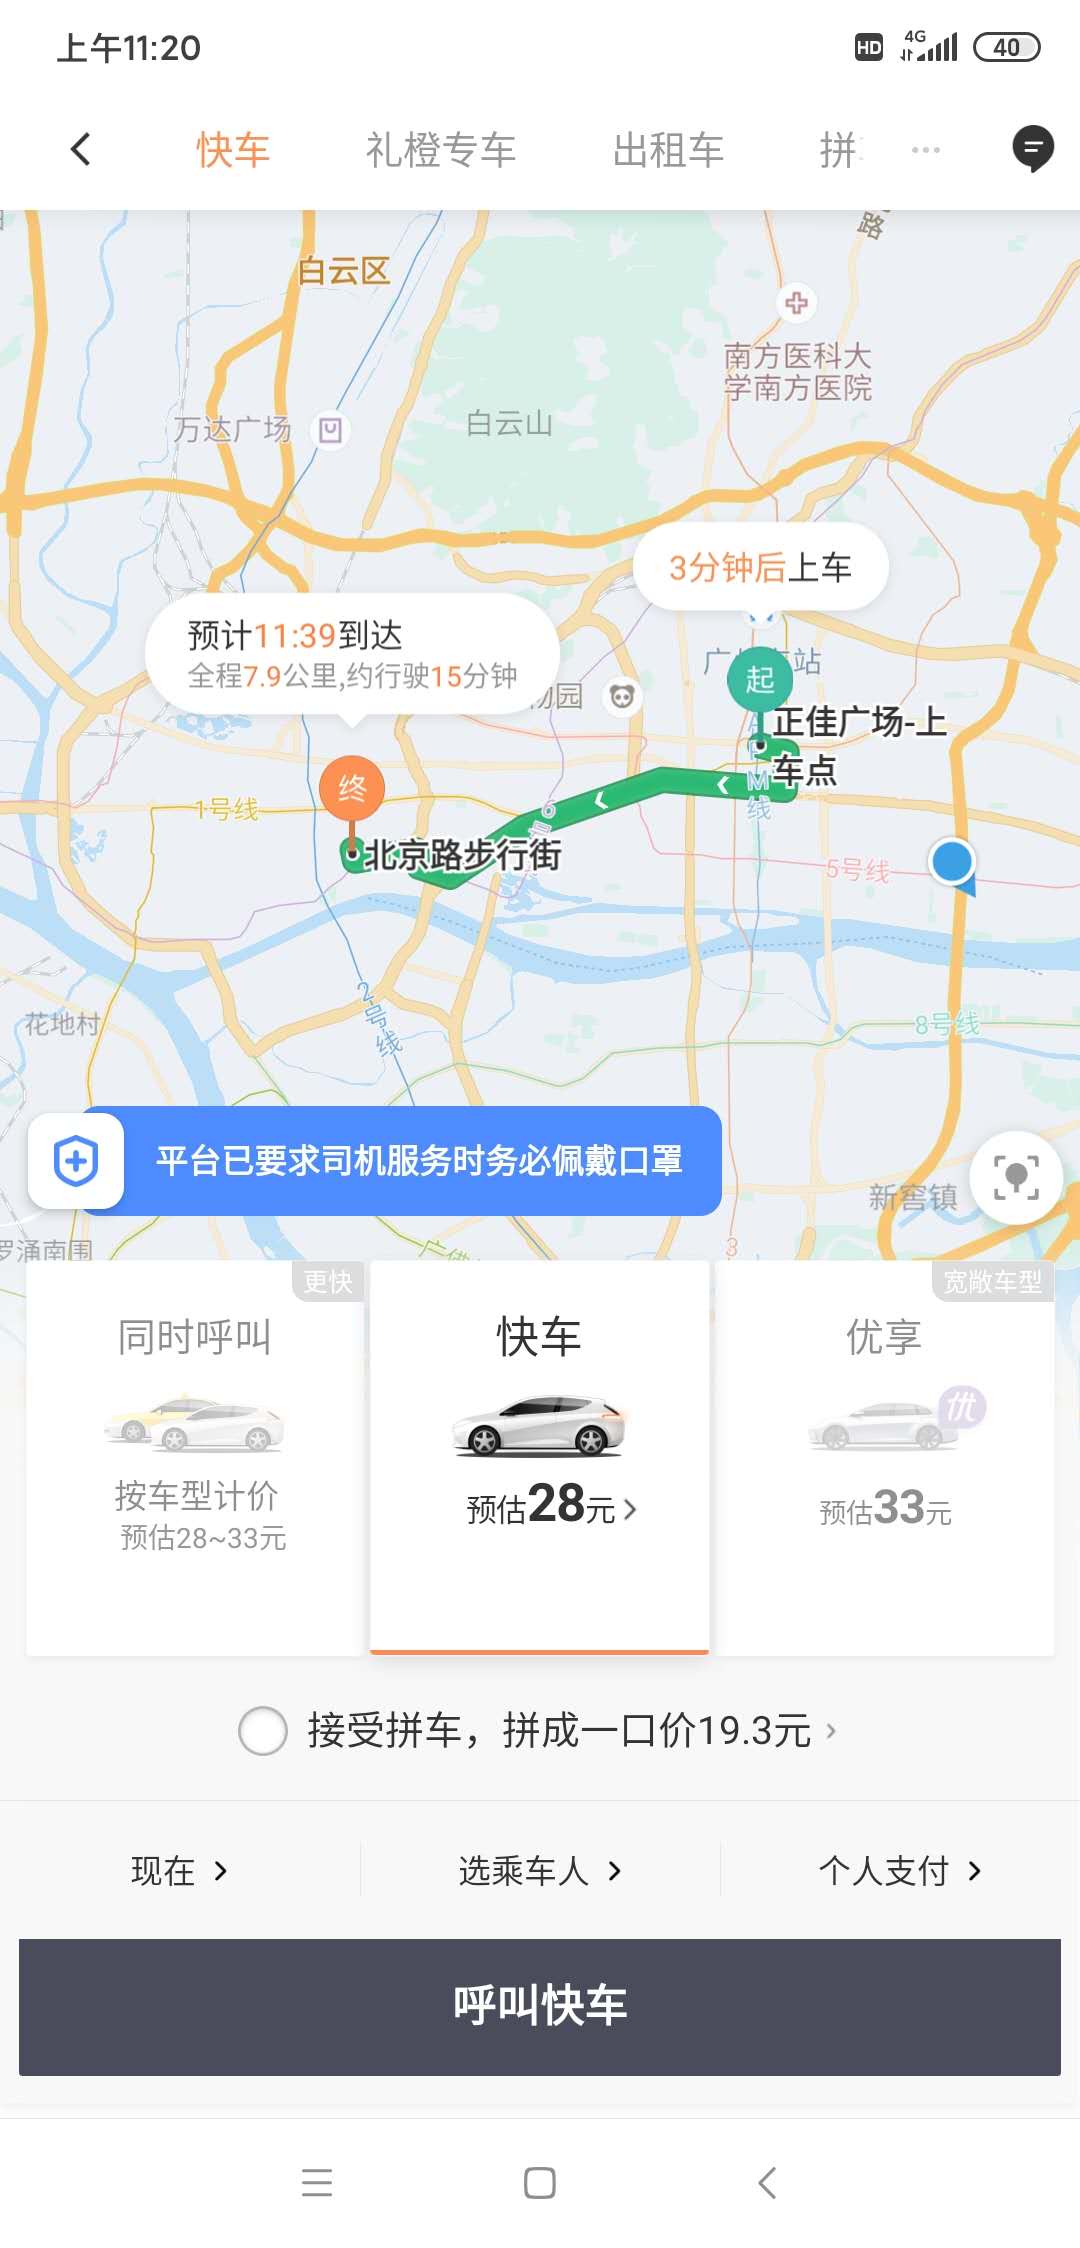 上午11:20
HD
4G
40
快车
礼橙专车
出租车
拼
路
白云区
南方医科大
学南方医院
万达广场
白云山
3分钟后上车
预计11:39到达
全程7.9公里,约行驶15分钟
物园
站
起
正佳广场-上
车点
APM线
终
1号线
北京路步行街
5号线
2号线
花地村
8号线
平台已要求司机服务时务必佩戴口罩
新窖镇
罗涌南围
广佛
3
更快
同时呼叫
按车型计价
预估28~33元
快车
预估28元
宽敞车型
优享
优
预估33元
接受拼车，拼成一口价19.3元
现在
选乘车人
个人支付
呼叫快车